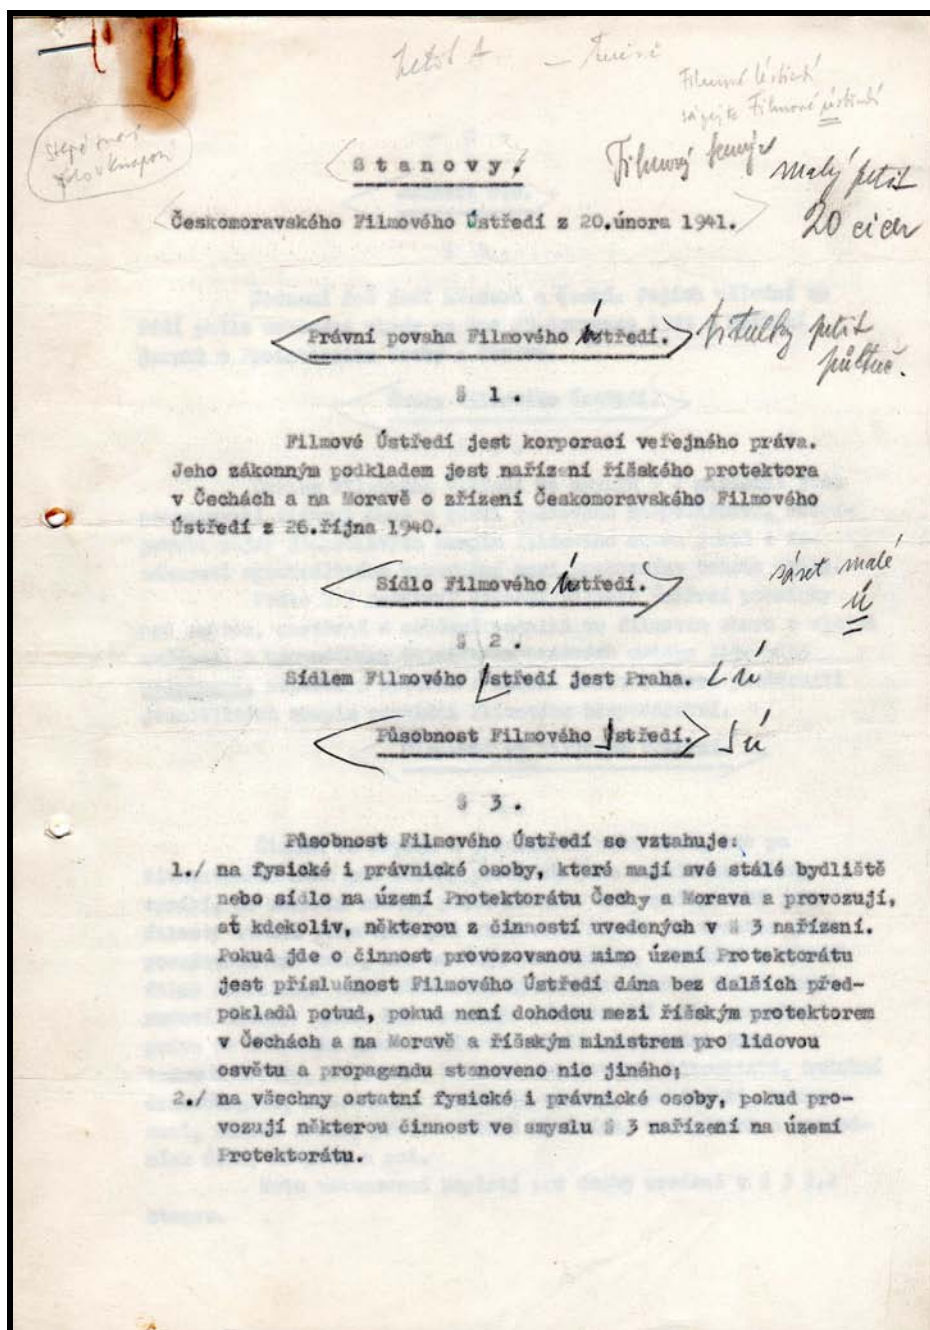 Filmový
malý petit
S t a n o v y.
Českomoravského Filmového Ústředí z 20.února 1941.
20 cicer
Právní povaha Filmového ústředí.
titulky petit
půltuč.
§ 1.
Filmové Ústředí jest korporací veřejného práva.
Jeho zákonným podkladem jest nařízení říšského protektora
v Čechách a na Moravě o zřízení Českomoravského Filmového
Ústředí z 26.října 1940.
Sídlo Filmového ústředí.
sázet malé
ú
§ 2.
Sídlem Filmového Ústředí jest Praha. ú
Působnost Filmového Ústředí. ú
§ 3.
Působnost Filmového Ústředí se vztahuje:
1./ na fysické i právnické osoby, které mají své stálé bydliště
nebo sídlo na území Protektorátu Čechy a Morava a provozují,
ať kdekoliv, některou z činností uvedených v § 3 nařízení.
Pokud jde o činnost provozovanou mimo území Protektorátu
jest příslušnost Filmového Ústředí dána bez dalších před-
pokladů potud, pokud není dohodou mezi říšským protektorem
v Čechách a na Moravě a říšským ministrem pro lidovou
osvětu a propagandu stanoveno nic jiného;
2./ na všechny ostatní fysické i právnické osoby, pokud pro-
vozují některou činnost ve smyslu § 3 nařízení na území
Protektorátu.